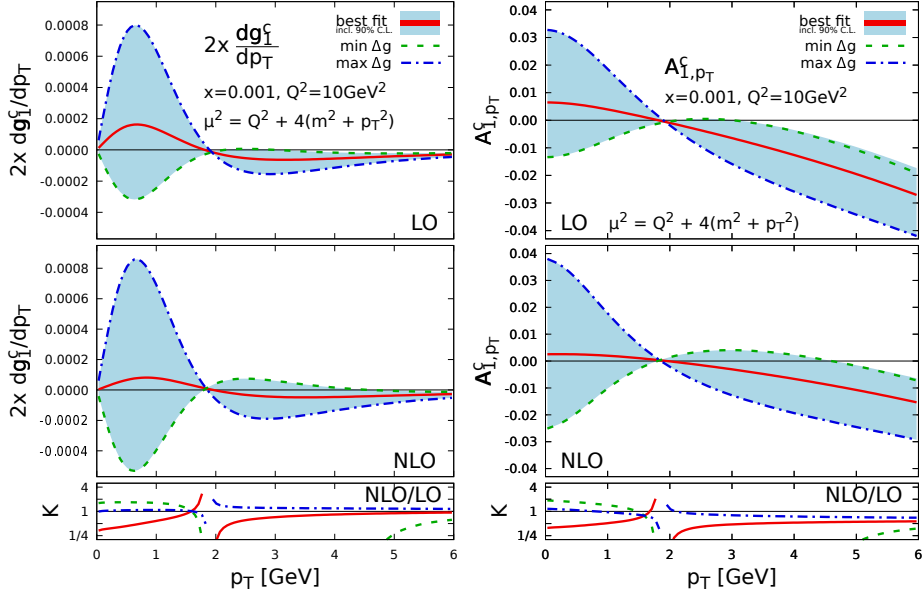 best fit
incl. 90% C.L.
min Δg
max Δg
2x dg₁ᶜ/dp_T
x=0.001, Q²=10GeV²
μ² = Q² + 4(m² + p_T²)
LO
2x dg₁ᶜ/dp_T
0.0008
0.0006
0.0004
0.0002
0.0000
-0.0002
-0.0004
best fit
incl. 90% C.L.
min Δg
max Δg
Aᶜ₁,p_T
x=0.001, Q²=10GeV²
LO
μ² = Q² + 4(m² + p_T²)
Aᶜ₁,p_T
0.04
0.03
0.02
0.01
0.00
-0.01
-0.02
-0.03
-0.04
2x dg₁ᶜ/dp_T
0.0008
0.0006
0.0004
0.0002
0.0000
-0.0002
-0.0004
NLO
Aᶜ₁,p_T
0.04
0.03
0.02
0.01
0.00
-0.01
-0.02
-0.03
-0.04
NLO
K
4
1
1/4
NLO/LO
0 1 2 3 4 5 6
p_T [GeV]
K
4
1
1/4
NLO/LO
0 1 2 3 4 5 6
p_T [GeV]